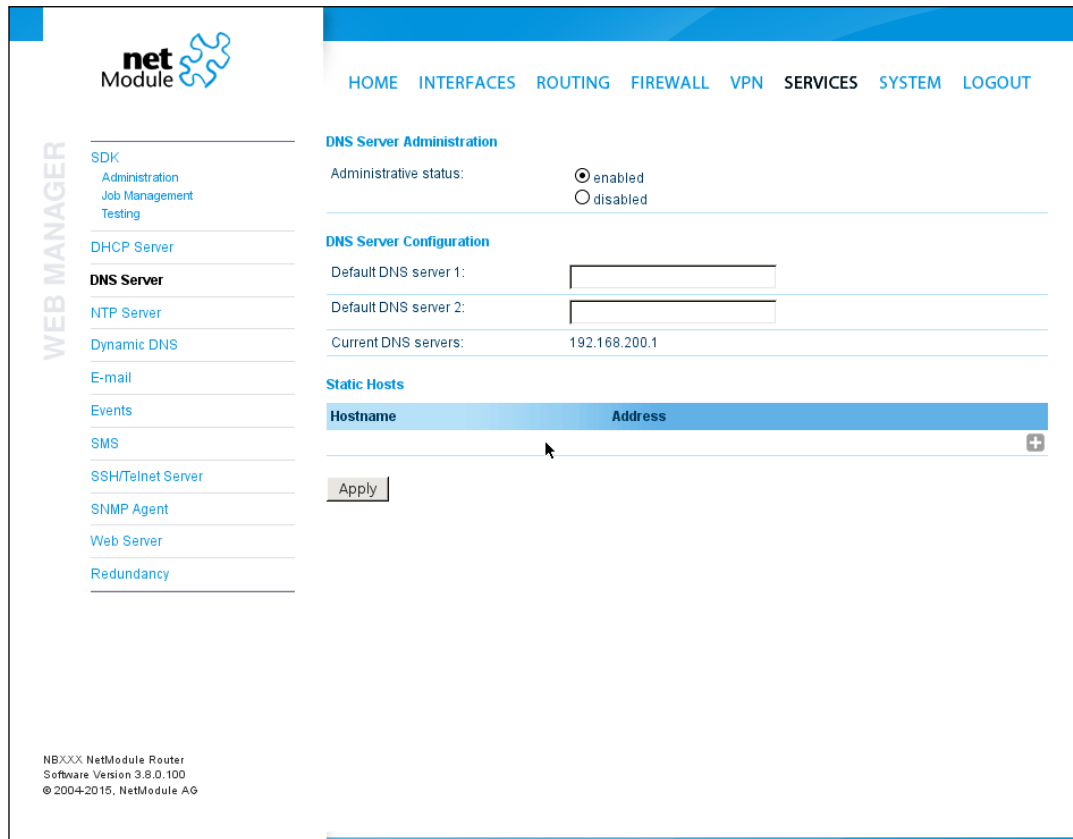 net
Module
HOME INTERFACES ROUTING FIREWALL VPN SERVICES SYSTEM LOGOUT
WEB MANAGER
SDK
Administration
Job Management
Testing
DHCP Server
DNS Server
NTP Server
Dynamic DNS
E-mail
Events
SMS
SSH/Telnet Server
SNMP Agent
Web Server
Redundancy
DNS Server Administration
Administrative status:
enabled
disabled
DNS Server Configuration
Default DNS server 1:
Default DNS server 2:
Current DNS servers: 192.168.200.1
Static Hosts
Hostname Address
Apply
NBXXX NetModule Router
Software Version 3.8.0.100
© 2004-2015, NetModule AG